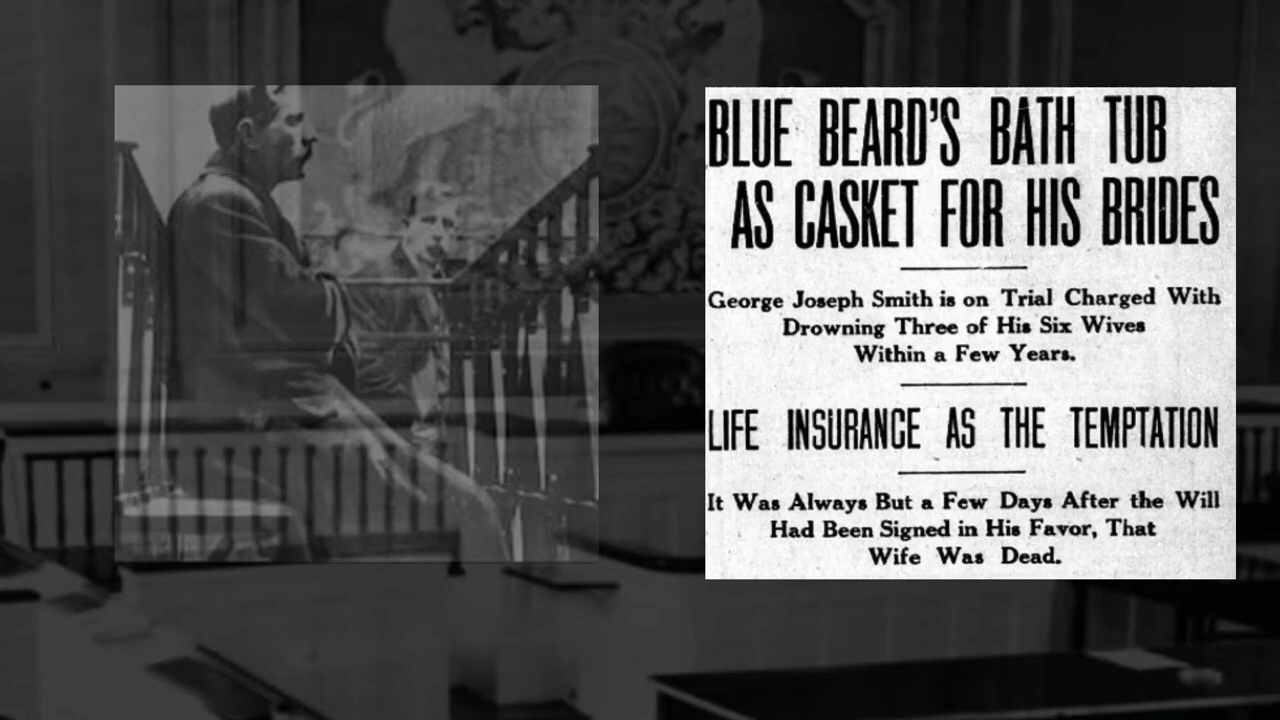 BLUE BEARD'S BATH TUB
AS CASKET FOR HIS BRIDES
George Joseph Smith is on Trial Charged With
Drowning Three of His Six Wives
Within a Few Years.
LIFE INSURANCE AS THE TEMPTATION
It Was Always But a Few Days After the Will
Had Been Signed in His Favor, That
Wife Was Dead.